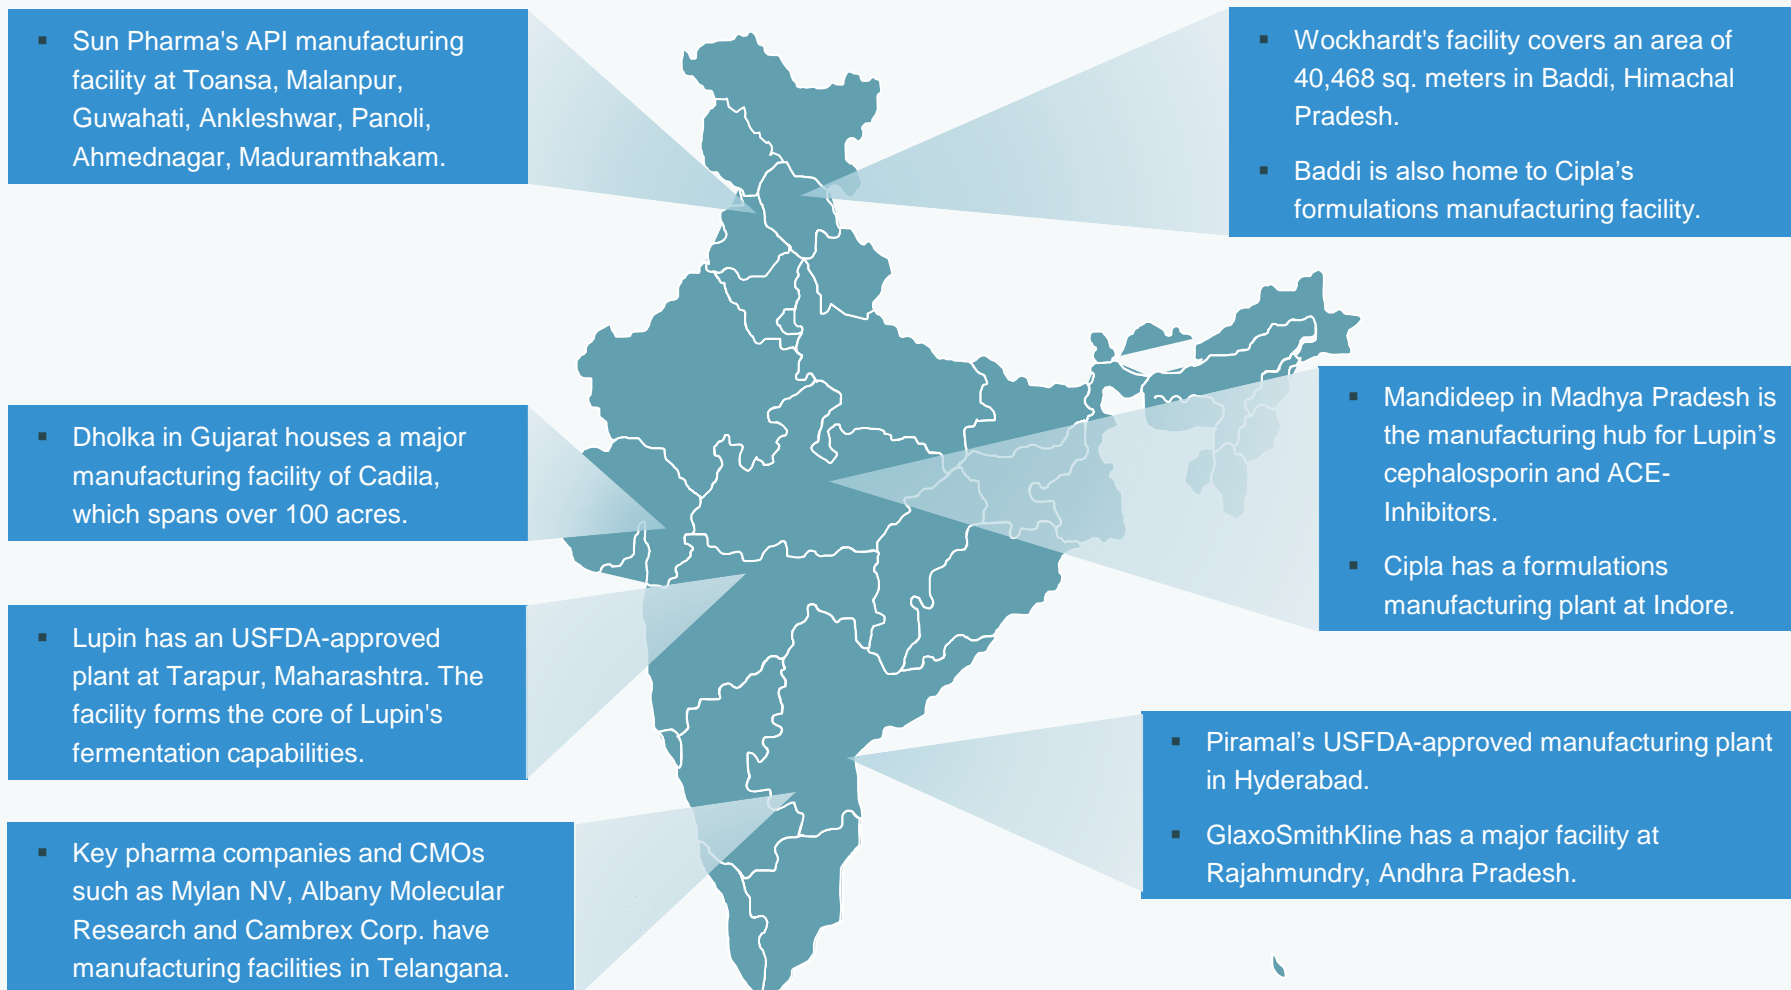 ▪ Sun Pharma's API manufacturing
facility at Toansa, Malanpur,
Guwahati, Ankleshwar, Panoli,
Ahmednagar, Maduramthakam.
▪ Wockhardt's facility covers an area of
40,468 sq. meters in Baddi, Himachal
Pradesh.
▪ Baddi is also home to Cipla’s
formulations manufacturing facility.
▪ Dholka in Gujarat houses a major
manufacturing facility of Cadila,
which spans over 100 acres.
▪ Mandideep in Madhya Pradesh is
the manufacturing hub for Lupin’s
cephalosporin and ACE-
Inhibitors.
▪ Cipla has a formulations
manufacturing plant at Indore.
▪ Lupin has an USFDA-approved
plant at Tarapur, Maharashtra. The
facility forms the core of Lupin's
fermentation capabilities.
▪ Piramal’s USFDA-approved manufacturing plant
in Hyderabad.
▪ GlaxoSmithKline has a major facility at
Rajahmundry, Andhra Pradesh.
▪ Key pharma companies and CMOs
such as Mylan NV, Albany Molecular
Research and Cambrex Corp. have
manufacturing facilities in Telangana.